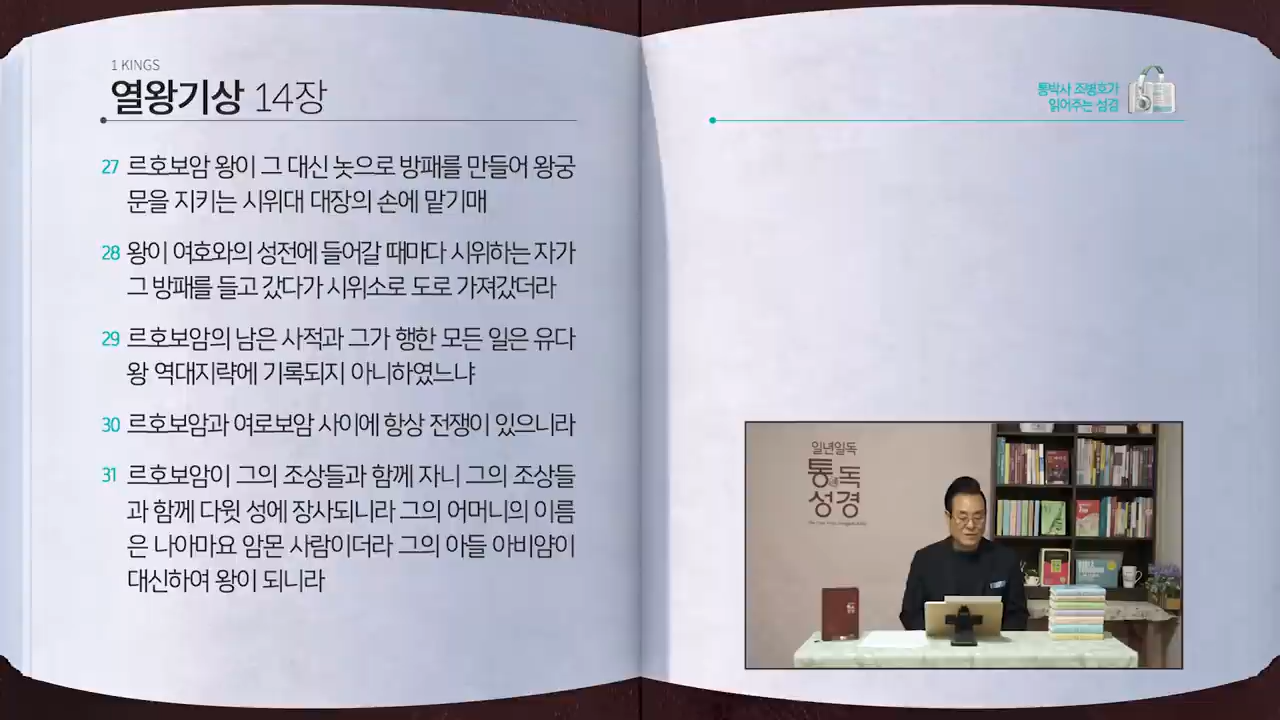 1 KINGS
열왕기상 14장
27 르호보암 왕이 그 대신 놋으로 방패를 만들어 왕궁
문을 지키는 시위대 대장의 손에 맡기매
28 왕이 여호와의 성전에 들어갈 때마다 시위하는 자가
그 방패를 들고 갔다가 시위소로 도로 가져갔더라
29 르호보암의 남은 사적과 그가 행한 모든 일은 유다
왕 역대지략에 기록되지 아니하였느냐
30 르호보암과 여로보암 사이에 항상 전쟁이 있으니라
31 르호보암이 그의 조상들과 함께 자니 그의 조상들
과 함께 다윗 성에 장사되니라 그의 어머니의 이름
은 나아마요 암몬 사람이더라 그의 아들 아비얌이
대신하여 왕이 되니라
통박사 조병호가
읽어주는 성경
일년일독
통독
성경